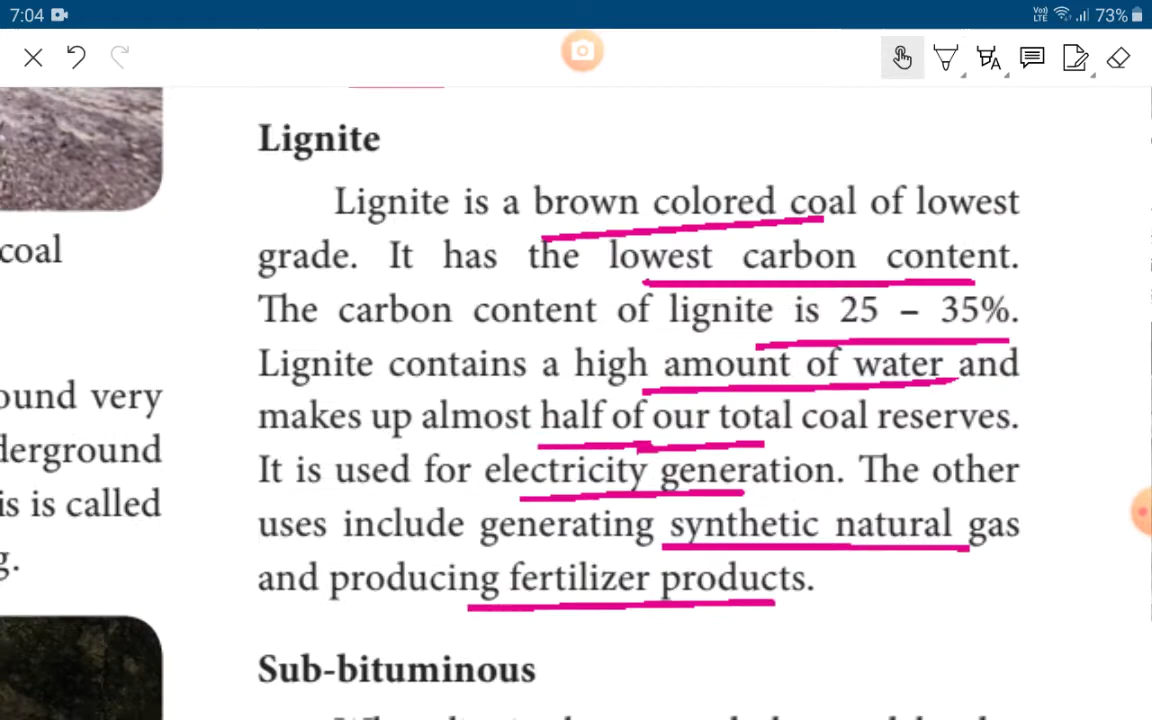 7:04
Vo) LTE 73%
Lignite
Lignite is a brown colored coal of lowest
grade. It has the lowest carbon content.
The carbon content of lignite is 25 – 35%.
Lignite contains a high amount of water and
makes up almost half of our total coal reserves.
It is used for electricity generation. The other
uses include generating synthetic natural gas
and producing fertilizer products.
Sub-bituminous
coal
ound very
derground
is is called
g.